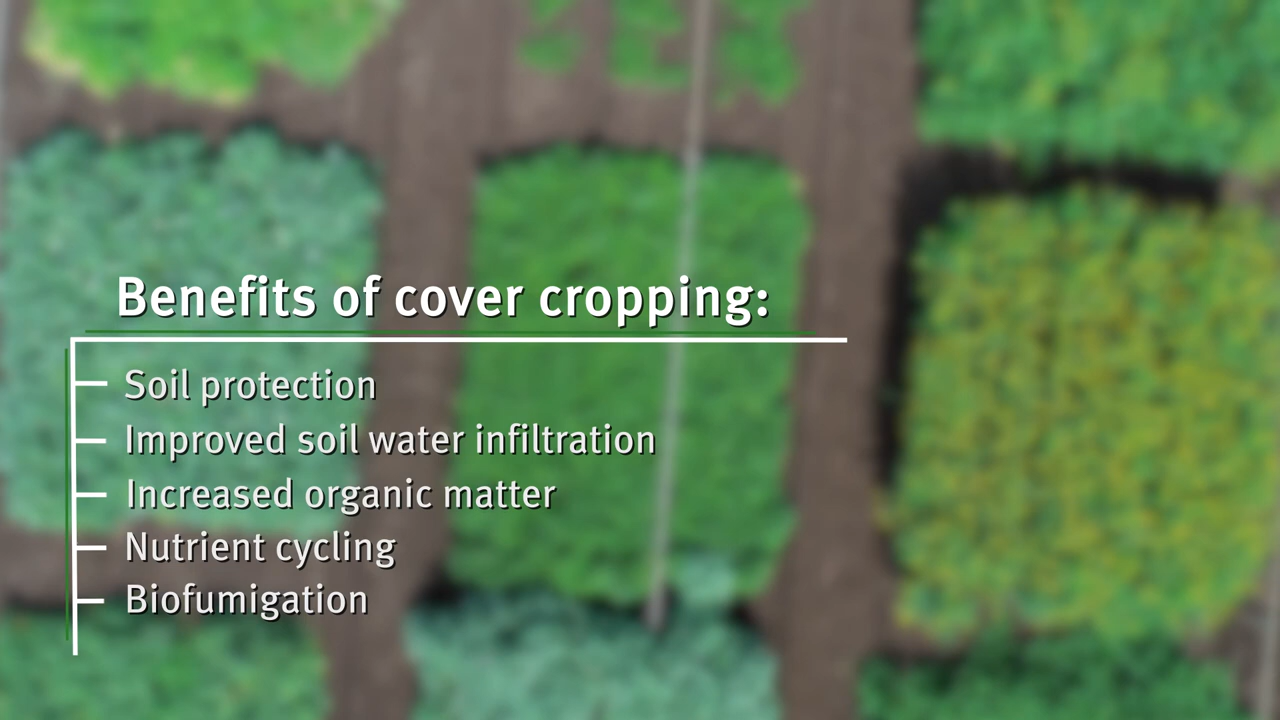 Benefits of cover cropping:
Soil protection
Improved soil water infiltration
Increased organic matter
Nutrient cycling
Biofumigation